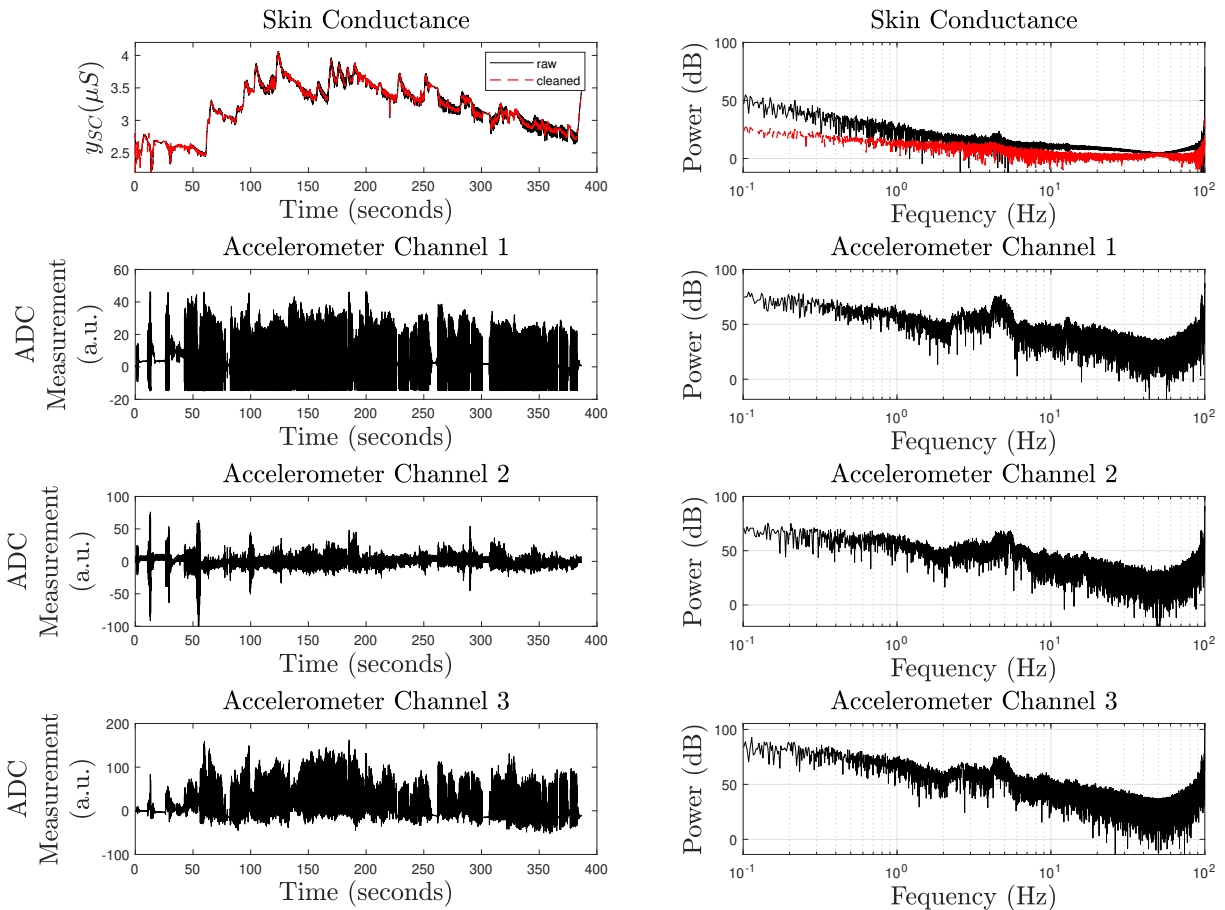 Skin Conductance
y_SC(μS)
4
3.5
3
2.5
raw
cleaned
0 50 100 150 200 250 300 350 400
Time (seconds)
Skin Conductance
Power (dB)
100
50
0
10^-1 10^0 10^1 10^2
Fequency (Hz)
Accelerometer Channel 1
ADC
Measurement
(a.u.)
60
40
20
0
-20
0 50 100 150 200 250 300 350 400
Time (seconds)
Accelerometer Channel 1
Power (dB)
100
50
0
10^-1 10^0 10^1 10^2
Fequency (Hz)
Accelerometer Channel 2
ADC
Measurement
(a.u.)
100
50
0
-50
-100
0 50 100 150 200 250 300 350 400
Time (seconds)
Accelerometer Channel 2
Power (dB)
100
50
0
10^-1 10^0 10^1 10^2
Fequency (Hz)
Accelerometer Channel 3
ADC
Measurement
(a.u.)
200
100
0
-100
0 50 100 150 200 250 300 350 400
Time (seconds)
Accelerometer Channel 3
Power (dB)
100
50
0
10^-1 10^0 10^1 10^2
Fequency (Hz)